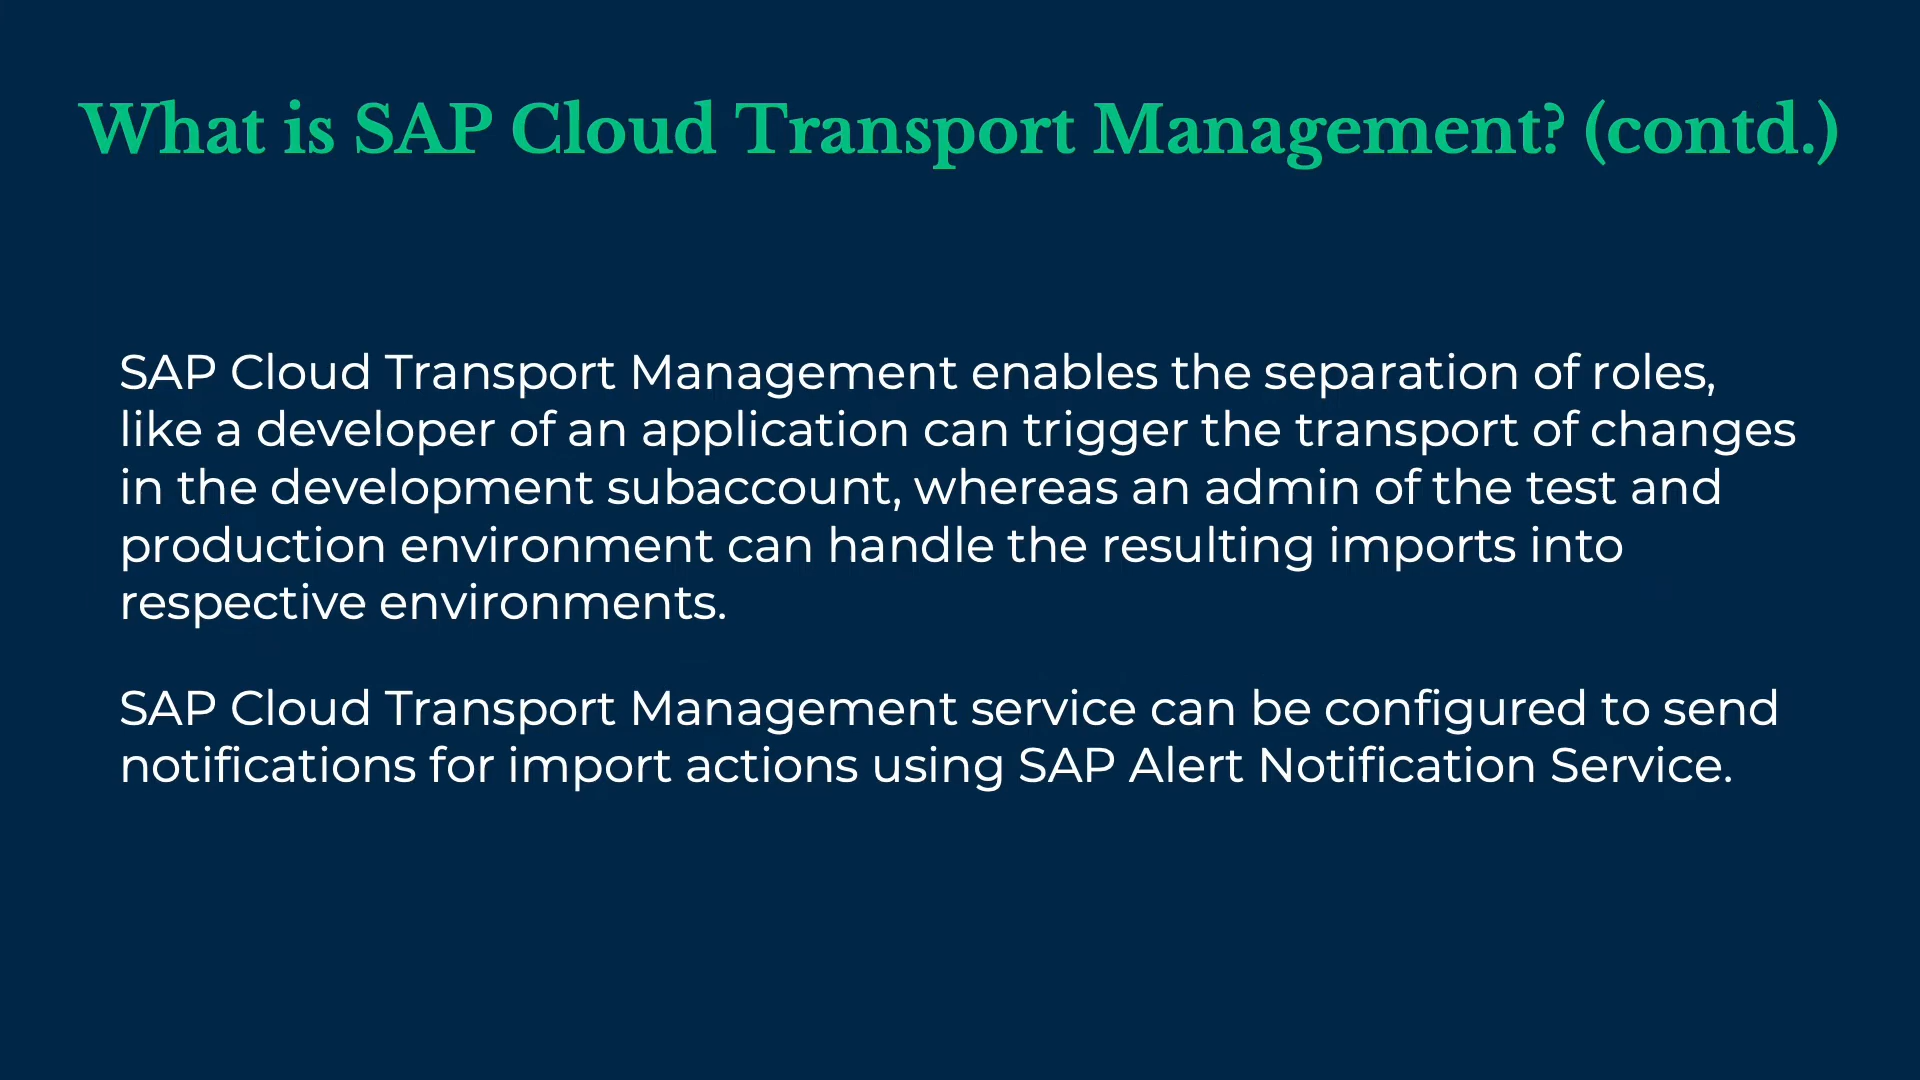 What is SAP Cloud Transport Management? (contd.)
SAP Cloud Transport Management enables the separation of roles,
like a developer of an application can trigger the transport of changes
in the development subaccount, whereas an admin of the test and
production environment can handle the resulting imports into
respective environments.
SAP Cloud Transport Management service can be configured to send
notifications for import actions using SAP Alert Notification Service.